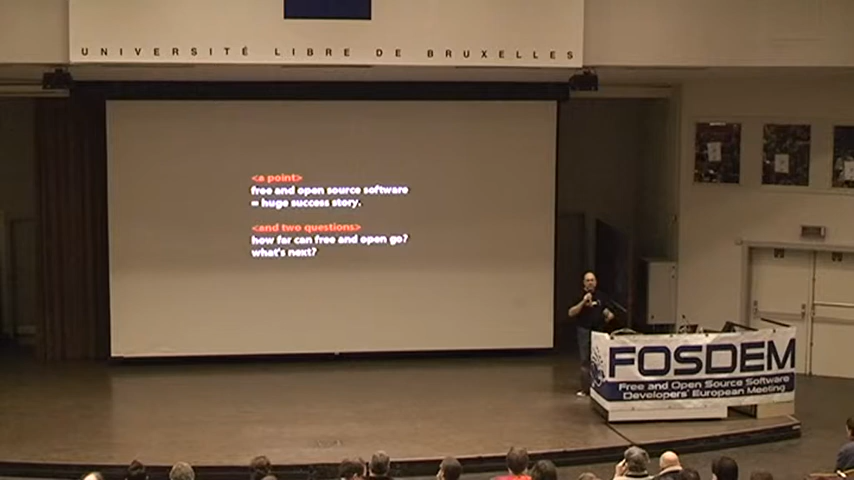 UNIVERSITÉ LIBRE DE BRUXELLES
<a point>
free and open source software
= huge success story.
<and two questions>
how far can free and open go?
what's next?
FOSDEM
Free and Open Source Software
Developers' European Meeting